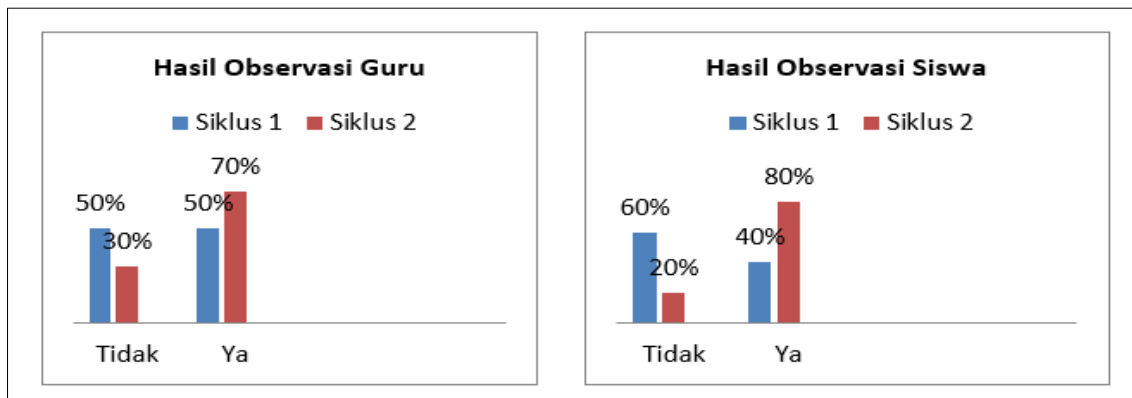 Hasil Observasi Guru
Siklus 1 Siklus 2
70%
50% 50%
30%
Tidak Ya
Hasil Observasi Siswa
Siklus 1 Siklus 2
80%
60%
40%
20%
Tidak Ya